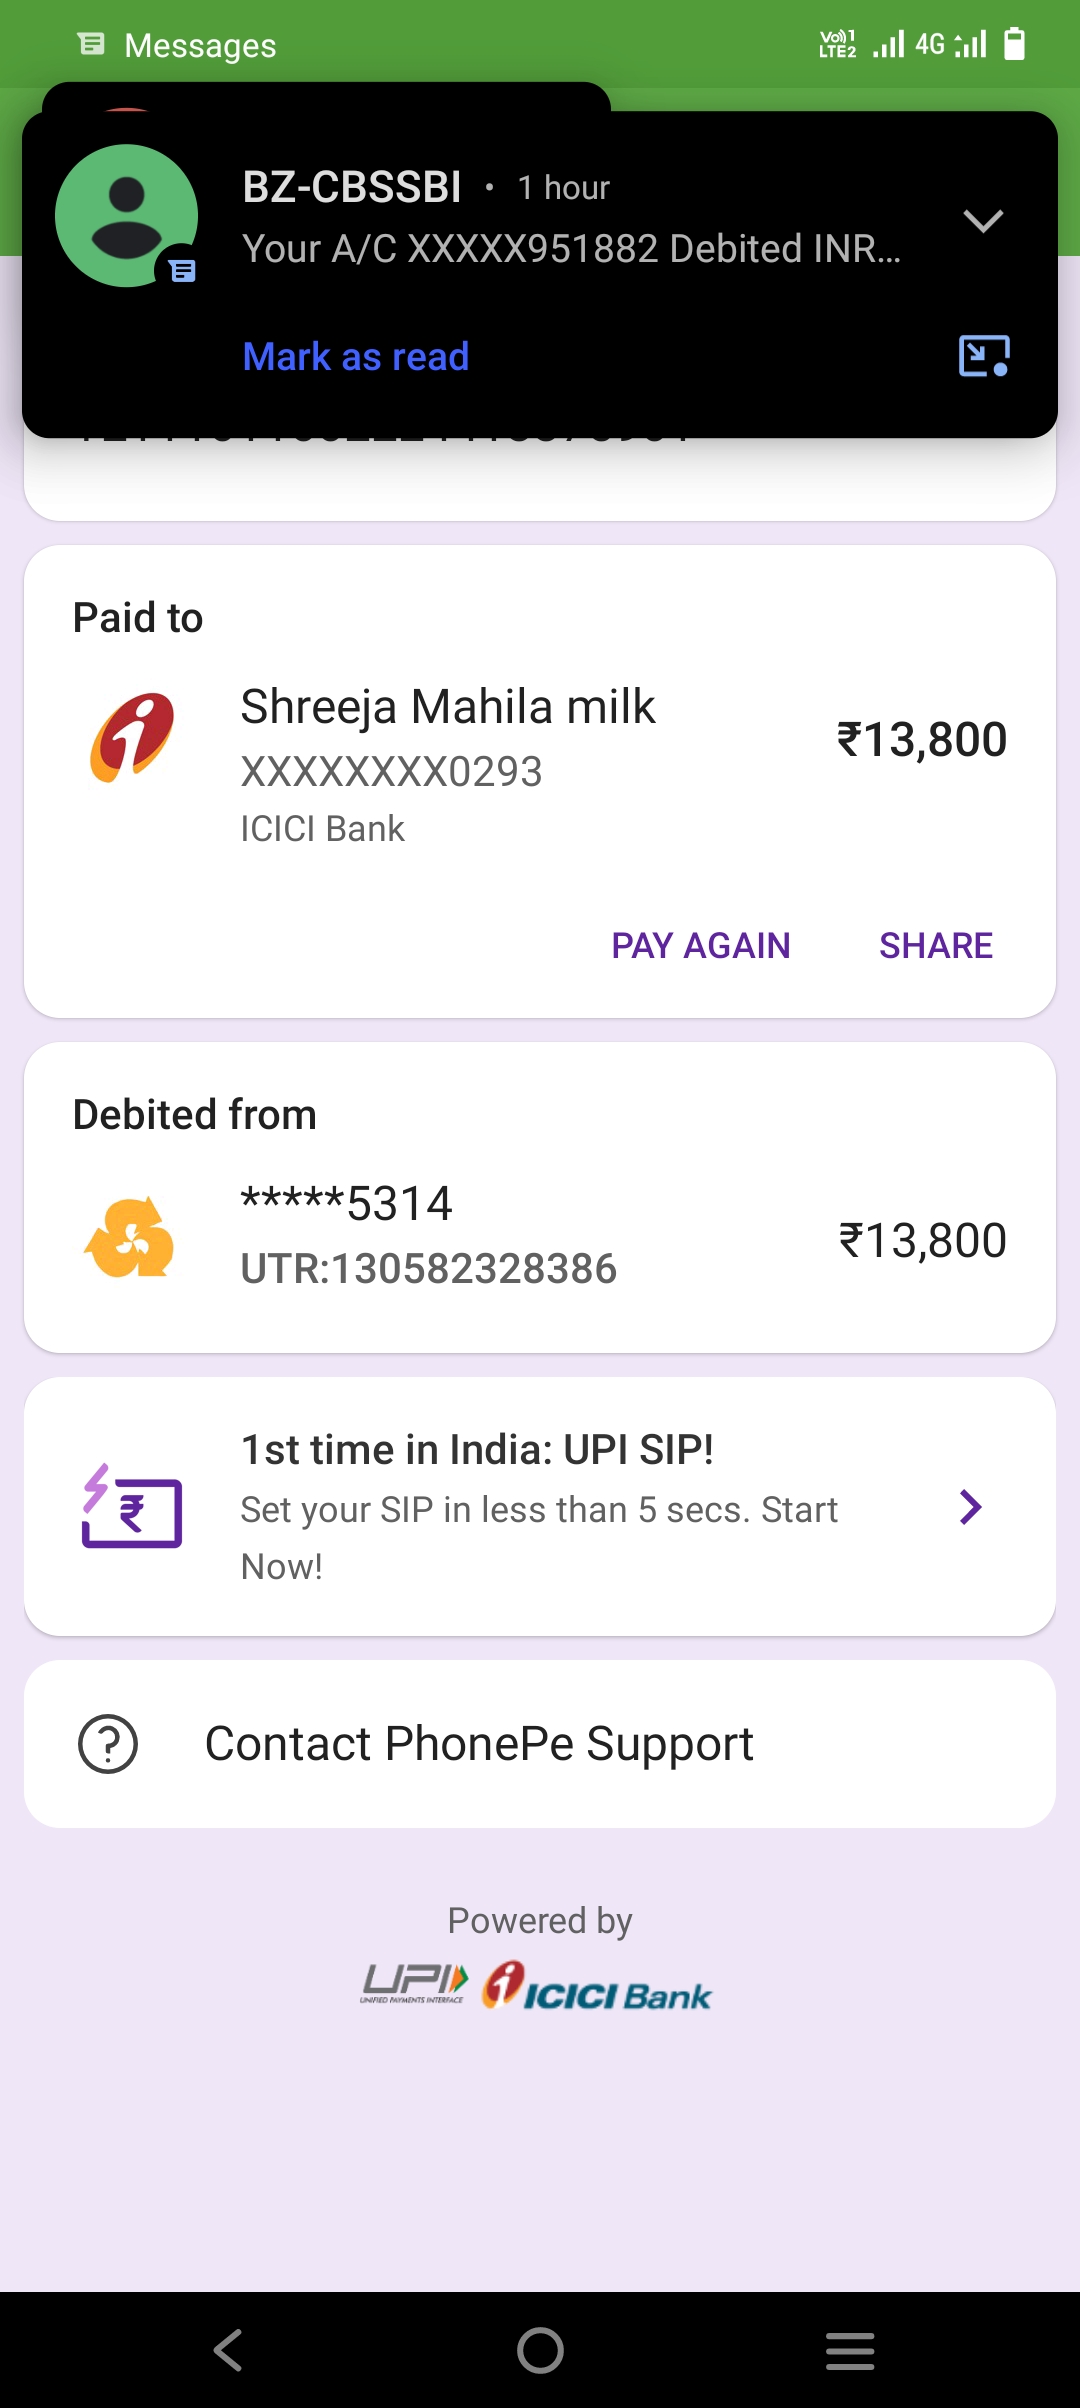 Messages
Vo))1 LTE2 4G
BZ-CBSSBI • 1 hour
Your A/C XXXXX951882 Debited INR...
Mark as read
Paid to
Shreeja Mahila milk
₹13,800
XXXXXXXX0293
ICICI Bank
PAY AGAIN SHARE
Debited from
*****5314
₹13,800
UTR:130582328386
1st time in India: UPI SIP!
Set your SIP in less than 5 secs. Start
Now!
Contact PhonePe Support
Powered by
UPI ICICI Bank
UNIFIED PAYMENTS INTERFACE